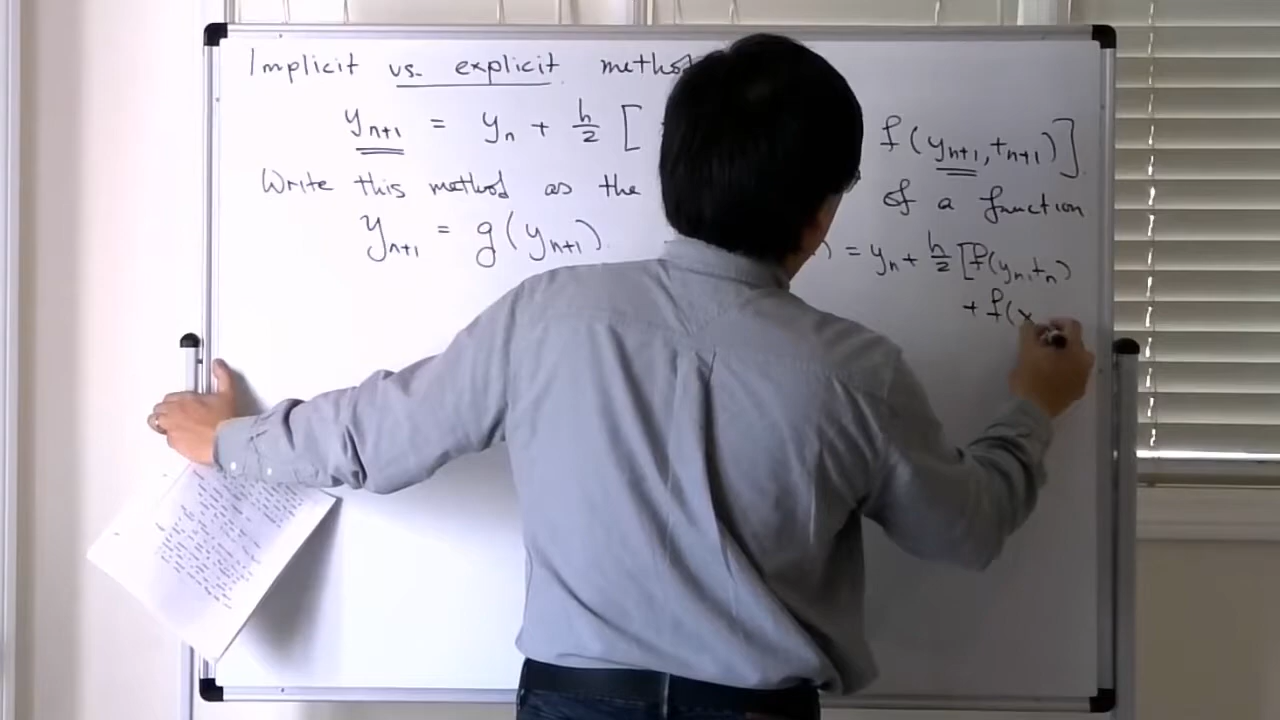 Implicit vs. explicit method
y_{n+1} = y_n + h/2 [ f(y_{n+1}, t_{n+1})]
Write this method as the of a function
y_{n+1} = g(y_{n+1}) ) = y_n + h/2 [f(y_n, t_n)
+ f(x